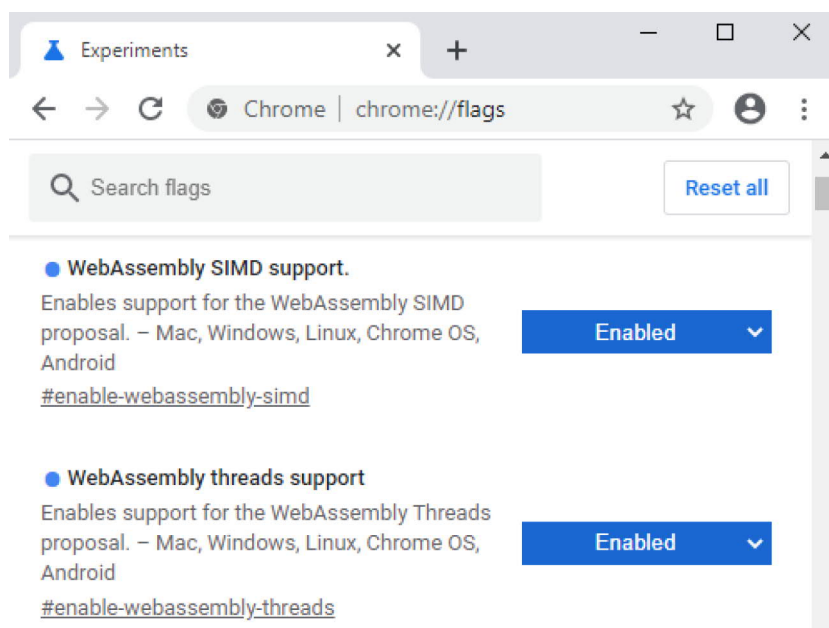 Experiments
Chrome | chrome://flags
Search flags
Reset all
WebAssembly SIMD support.
Enables support for the WebAssembly SIMD
proposal. – Mac, Windows, Linux, Chrome OS,
Android
#enable-webassembly-simd
Enabled
WebAssembly threads support
Enables support for the WebAssembly Threads
proposal. – Mac, Windows, Linux, Chrome OS,
Android
#enable-webassembly-threads
Enabled